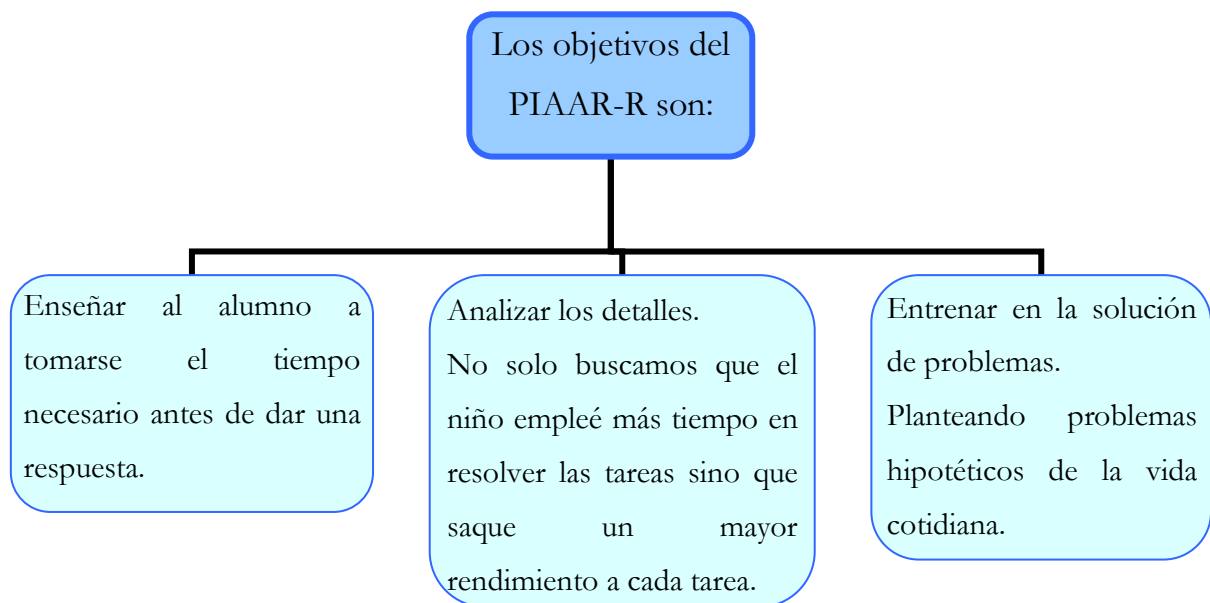 Los objetivos del
PIAAR-R son:
Enseñar al alumno a
tomarse el tiempo
necesario antes de dar una
respuesta.
Analizar los detalles.
No solo buscamos que el
niño empleé más tiempo en
resolver las tareas sino que
saque un mayor
rendimiento a cada tarea.
Entrenar en la solución
de problemas.
Planteando problemas
hipotéticos de la vida
cotidiana.